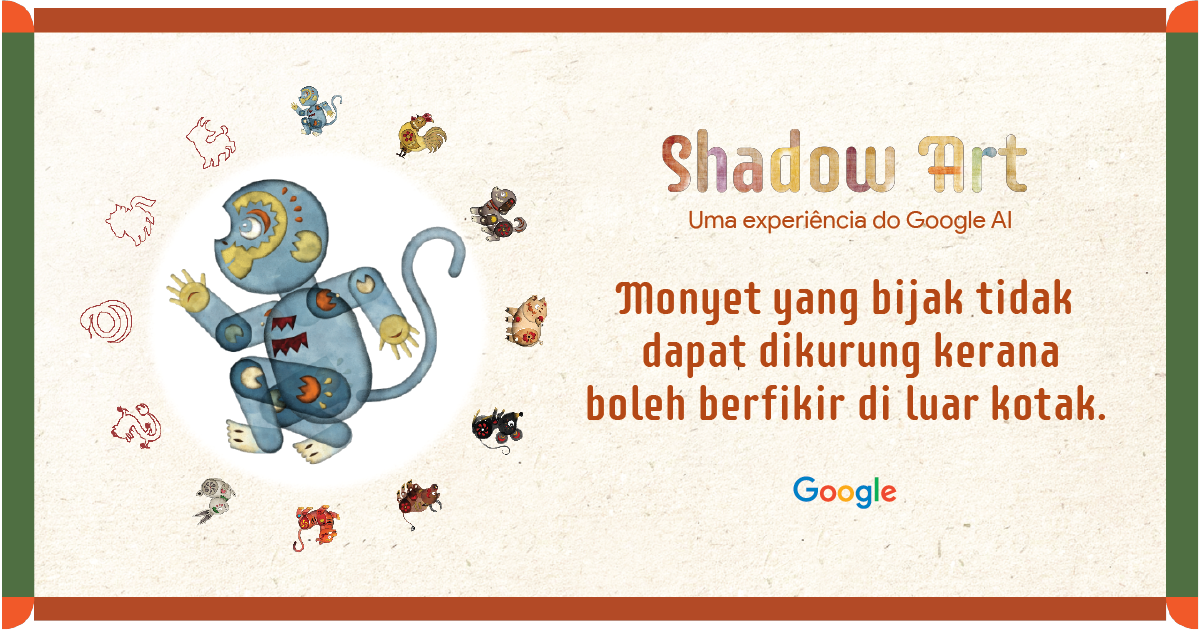 Shadow Art
Uma experiência do Google AI
Monyet yang bijak tidak
dapat dikurung kerana
boleh berfikir di luar kotak.
Google